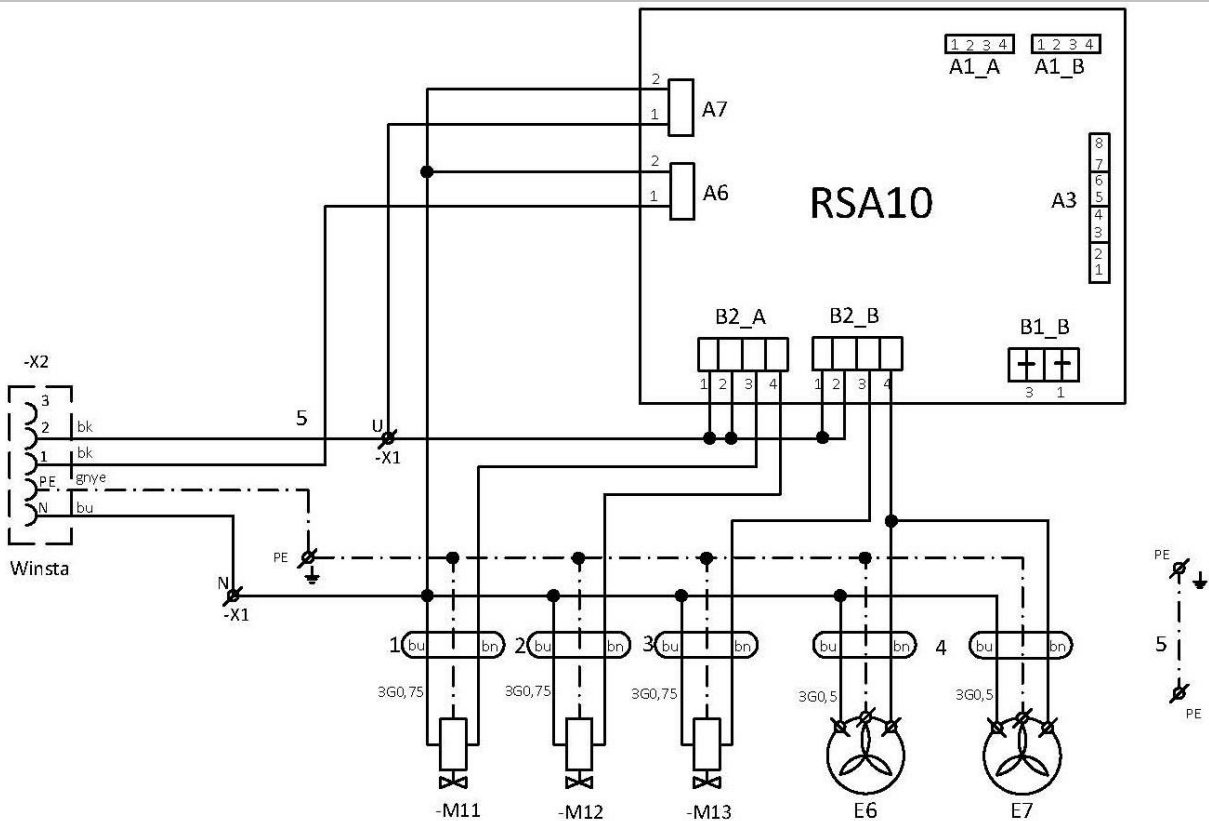 1 2 3 4
1 2 3 4
A1_A
A1_B
2
1
A7
2
1
A6
RSA10
8
7
6
5
4
3
2
1
A3
B2_A
B2_B
B1_B
1 2 3 4
1 2 3 4
3 1
-X2
3
2
bk
1
bk
PE
gnye
N
bu
Winsta
5
U
-X1
PE
N
-X1
PE
1
bu
bn
2
bu
bn
3
bu
bn
bu
bn
4
bu
bn
5
3G0,75
3G0,75
3G0,75
3G0,5
3G0,5
PE
-M11
-M12
-M13
E6
E7